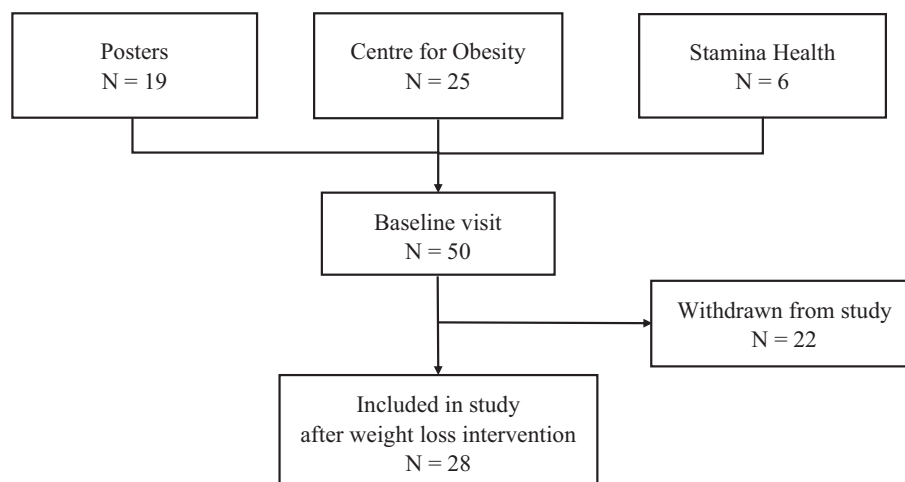 Posters
N = 19
Centre for Obesity
N = 25
Stamina Health
N = 6
Baseline visit
N = 50
Withdrawn from study
N = 22
Included in study
after weight loss intervention
N = 28